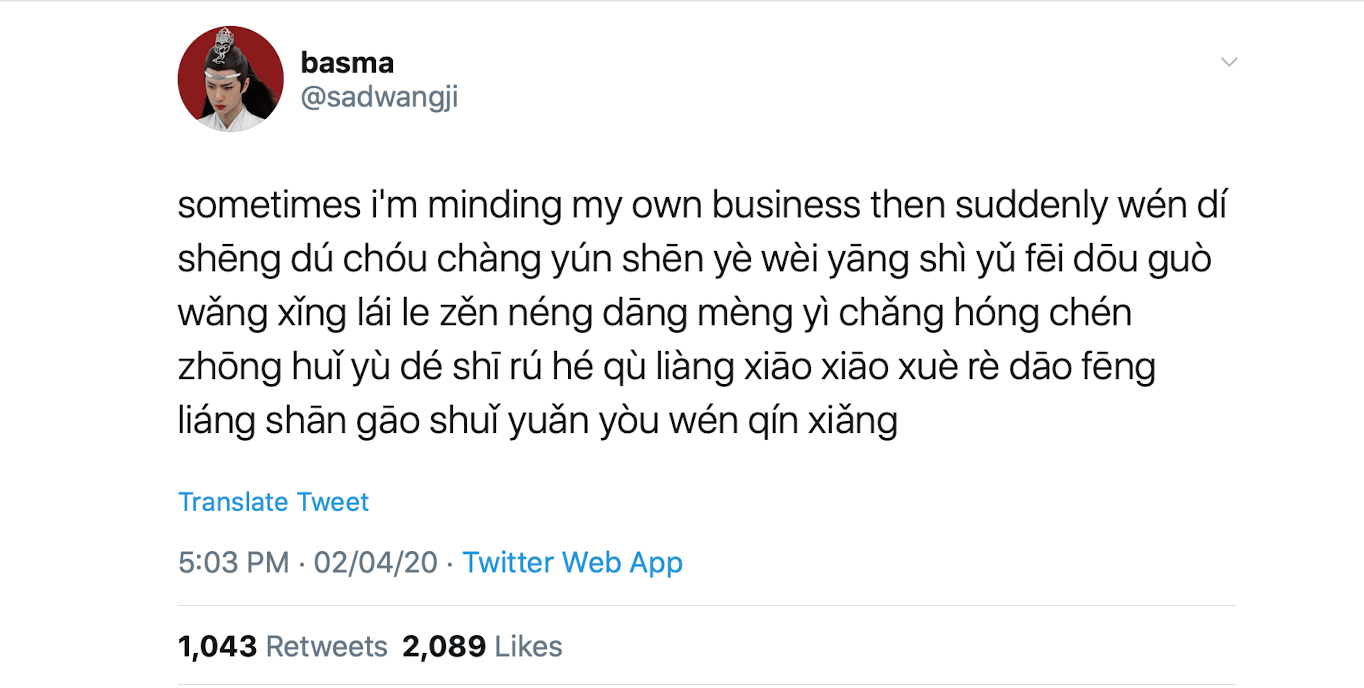 basma
@sadwangji
sometimes i'm minding my own business then suddenly wén dí
shēng dú chóu chàng yún shēn yè wèi yāng shì yǔ fēi dōu guò
wǎng xǐng lái le zěn néng dāng mèng yì chǎng hóng chén
zhōng huǐ yù dé shī rú hé qù liàng xiāo xiāo xuè rè dāo fēng
liáng shān gāo shuǐ yuǎn yòu wén qín xiǎng
Translate Tweet
5:03 PM · 02/04/20 · Twitter Web App
1,043 Retweets 2,089 Likes